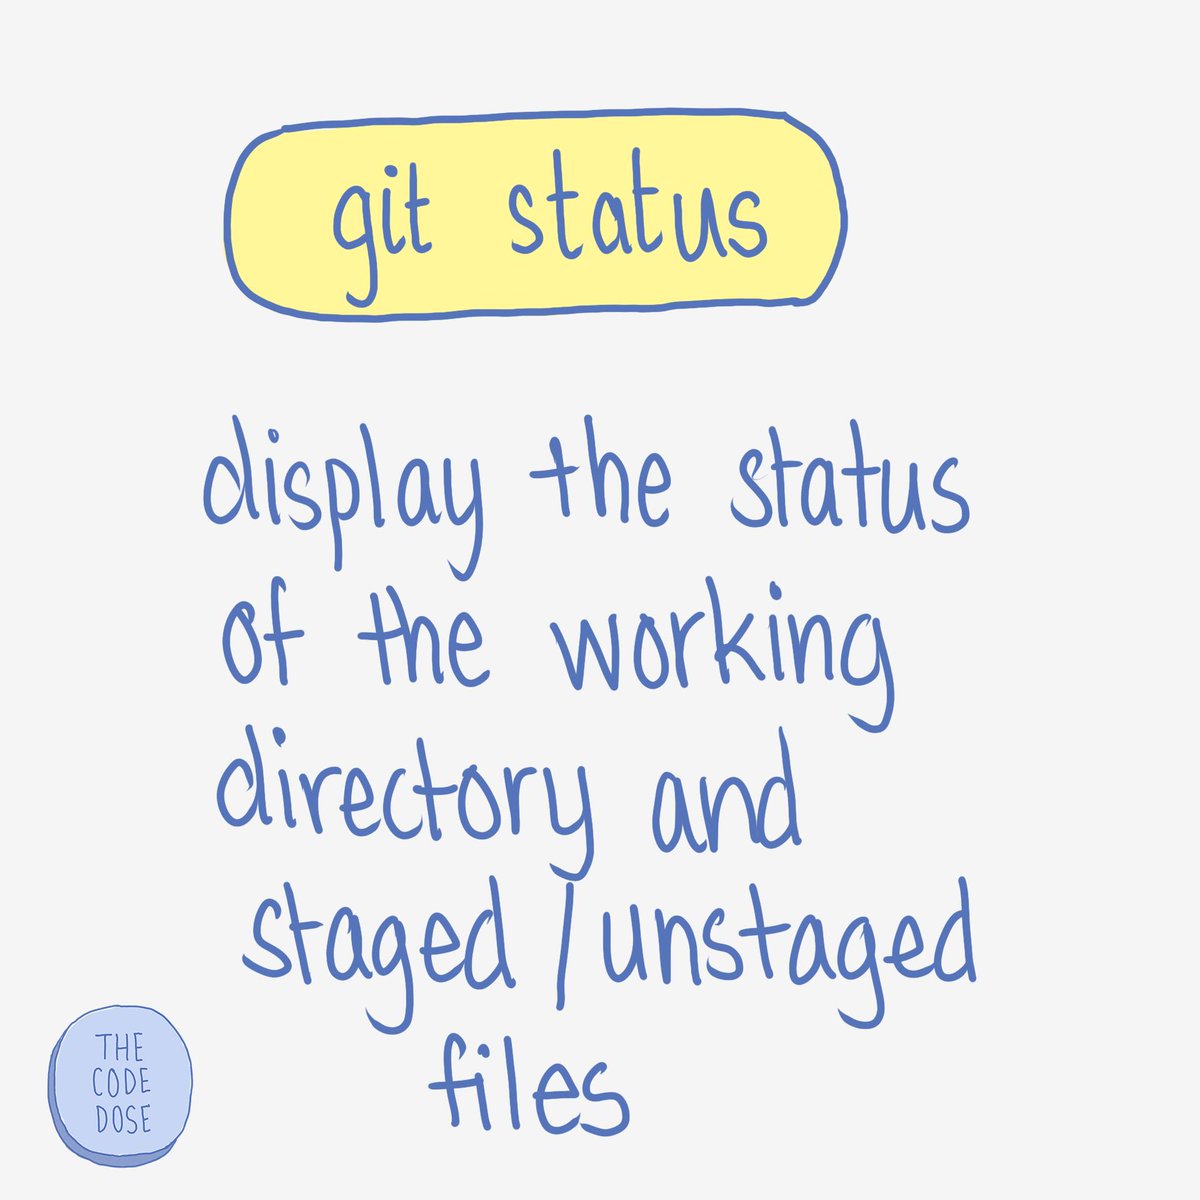 git status
display the status
of the working
directory and
staged/unstaged
files
THE
CODE
DOSE